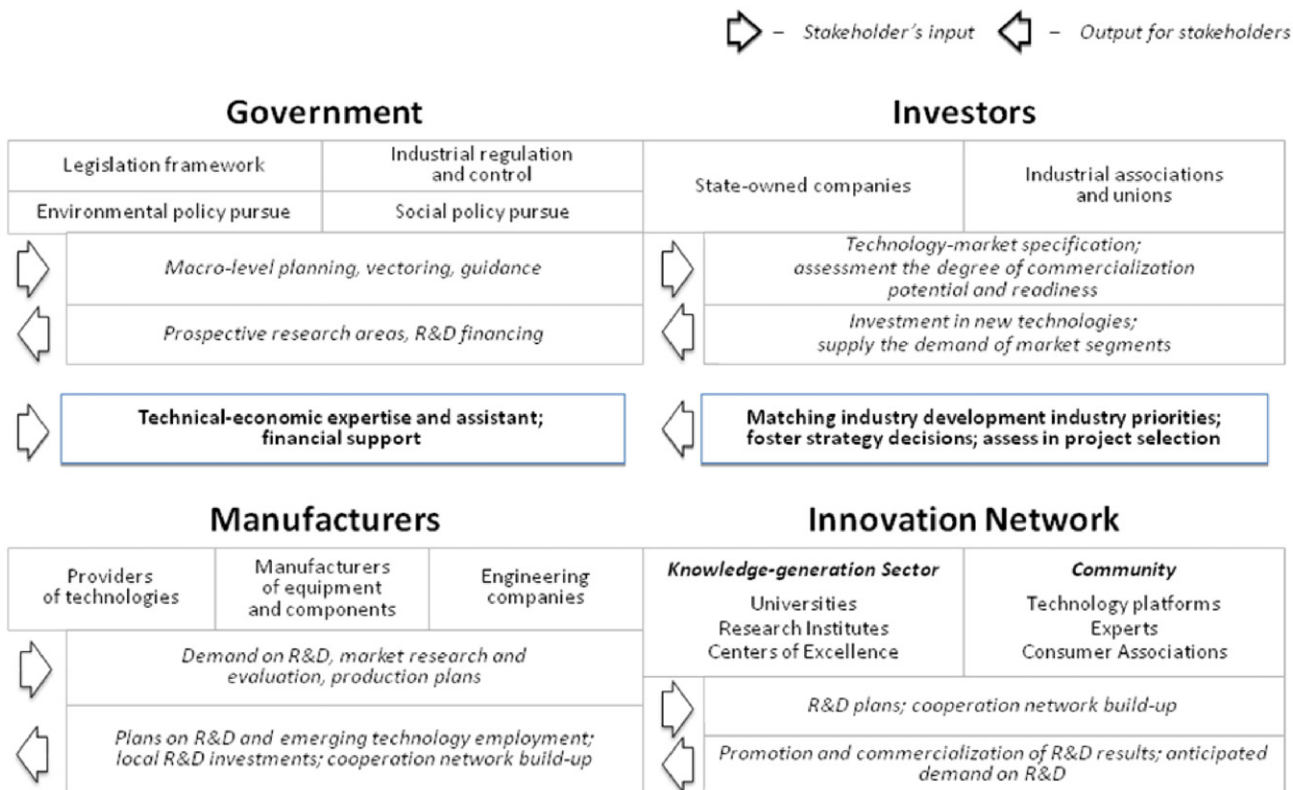 – Stakeholder's input – Output for stakeholders
Government
Legislation framework
Industrial regulation
and control
Environmental policy pursue
Social policy pursue
Macro-level planning, vectoring, guidance
Prospective research areas, R&D financing
Investors
State-owned companies
Industrial associations
and unions
Technology-market specification;
assessment the degree of commercialization
potential and readiness
Investment in new technologies;
supply the demand of market segments
Technical-economic expertise and assistant;
financial support
Matching industry development industry priorities;
foster strategy decisions; assess in project selection
Manufacturers
Providers
of technologies
Manufacturers
of equipment
and components
Engineering
companies
Demand on R&D, market research and
evaluation, production plans
Plans on R&D and emerging technology employment;
local R&D investments; cooperation network build-up
Innovation Network
Knowledge-generation Sector
Universities
Research Institutes
Centers of Excellence
Community
Technology platforms
Experts
Consumer Associations
R&D plans; cooperation network build-up
Promotion and commercialization of R&D results; anticipated
demand on R&D